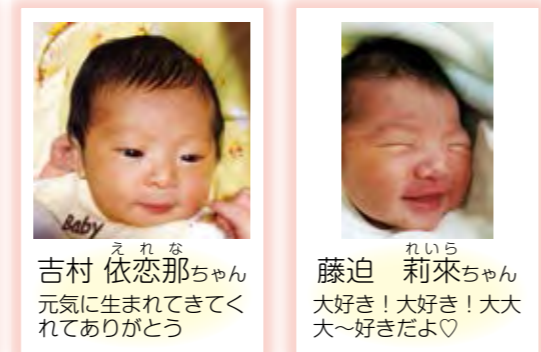 Baby
えれな
吉村 依恋那ちゃん
元気に生まれてきてく
れてありがとう
れいら
藤迫 莉來ちゃん
大好き！大好き！大大
大〜好きだよ♡